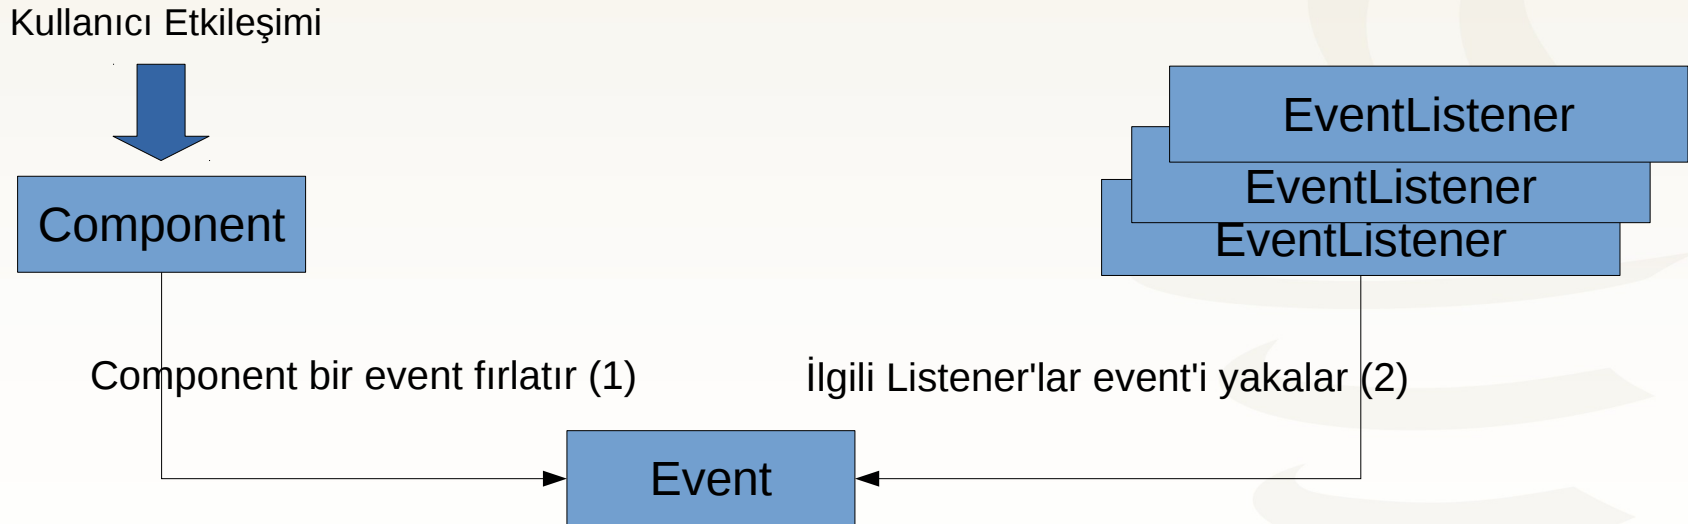 Kullanıcı Etkileşimi
EventListener
EventListener
Component
EventListener
Component bir event fırlatır (1)
İlgili Listener'lar event'i yakalar (2)
Event